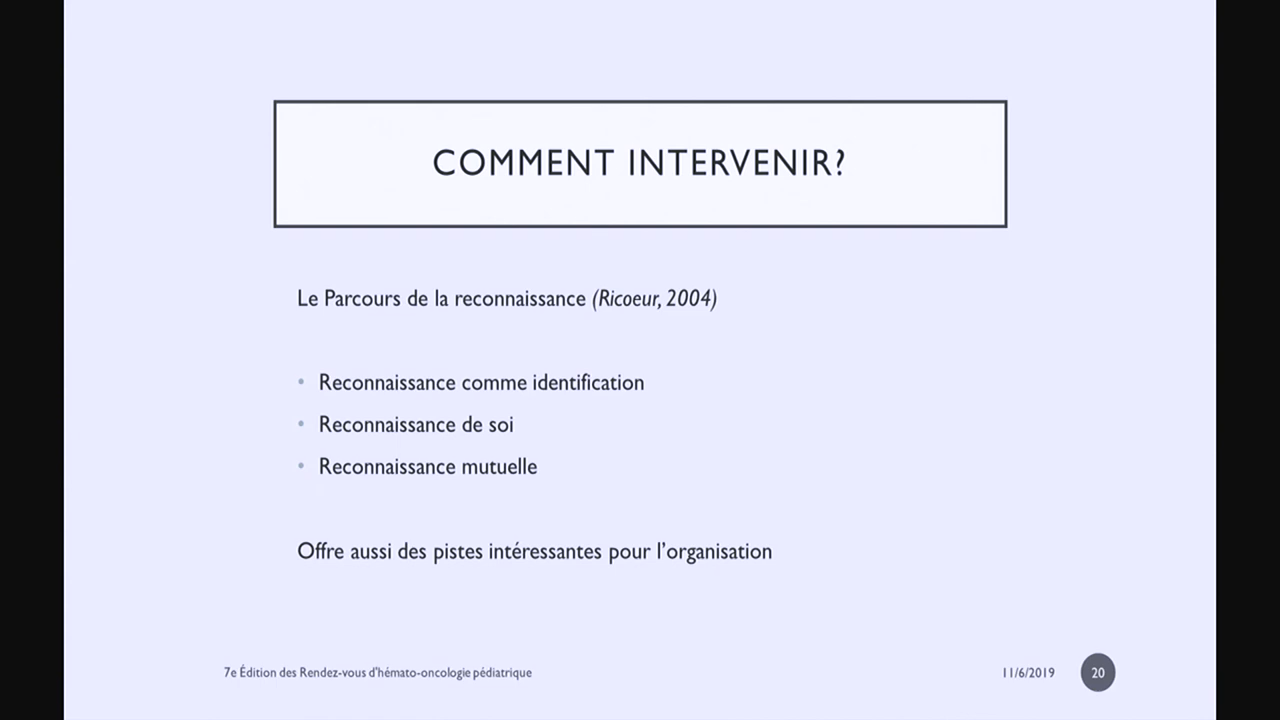 COMMENT INTERVENIR?
Le Parcours de la reconnaissance (Ricoeur, 2004)
• Reconnaissance comme identification
• Reconnaissance de soi
• Reconnaissance mutuelle
Offre aussi des pistes intéressantes pour l’organisation
7e Édition des Rendez-vous d'hémato-oncologie pédiatrique
11/6/2019
20